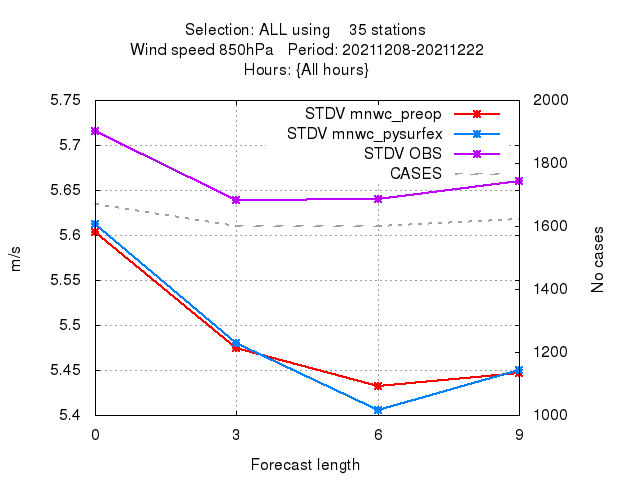 Selection: ALL using    35 stations
Wind speed 850hPa   Period: 20211208-20211222
Hours: {All hours}
STDV mnwc_preop
STDV mnwc_pysurfex
STDV OBS
CASES
5.75
5.7
5.65
5.6
5.55
5.5
5.45
5.4
2000
1800
1600
1400
1200
1000
m/s
No cases
0 3 6 9
Forecast length